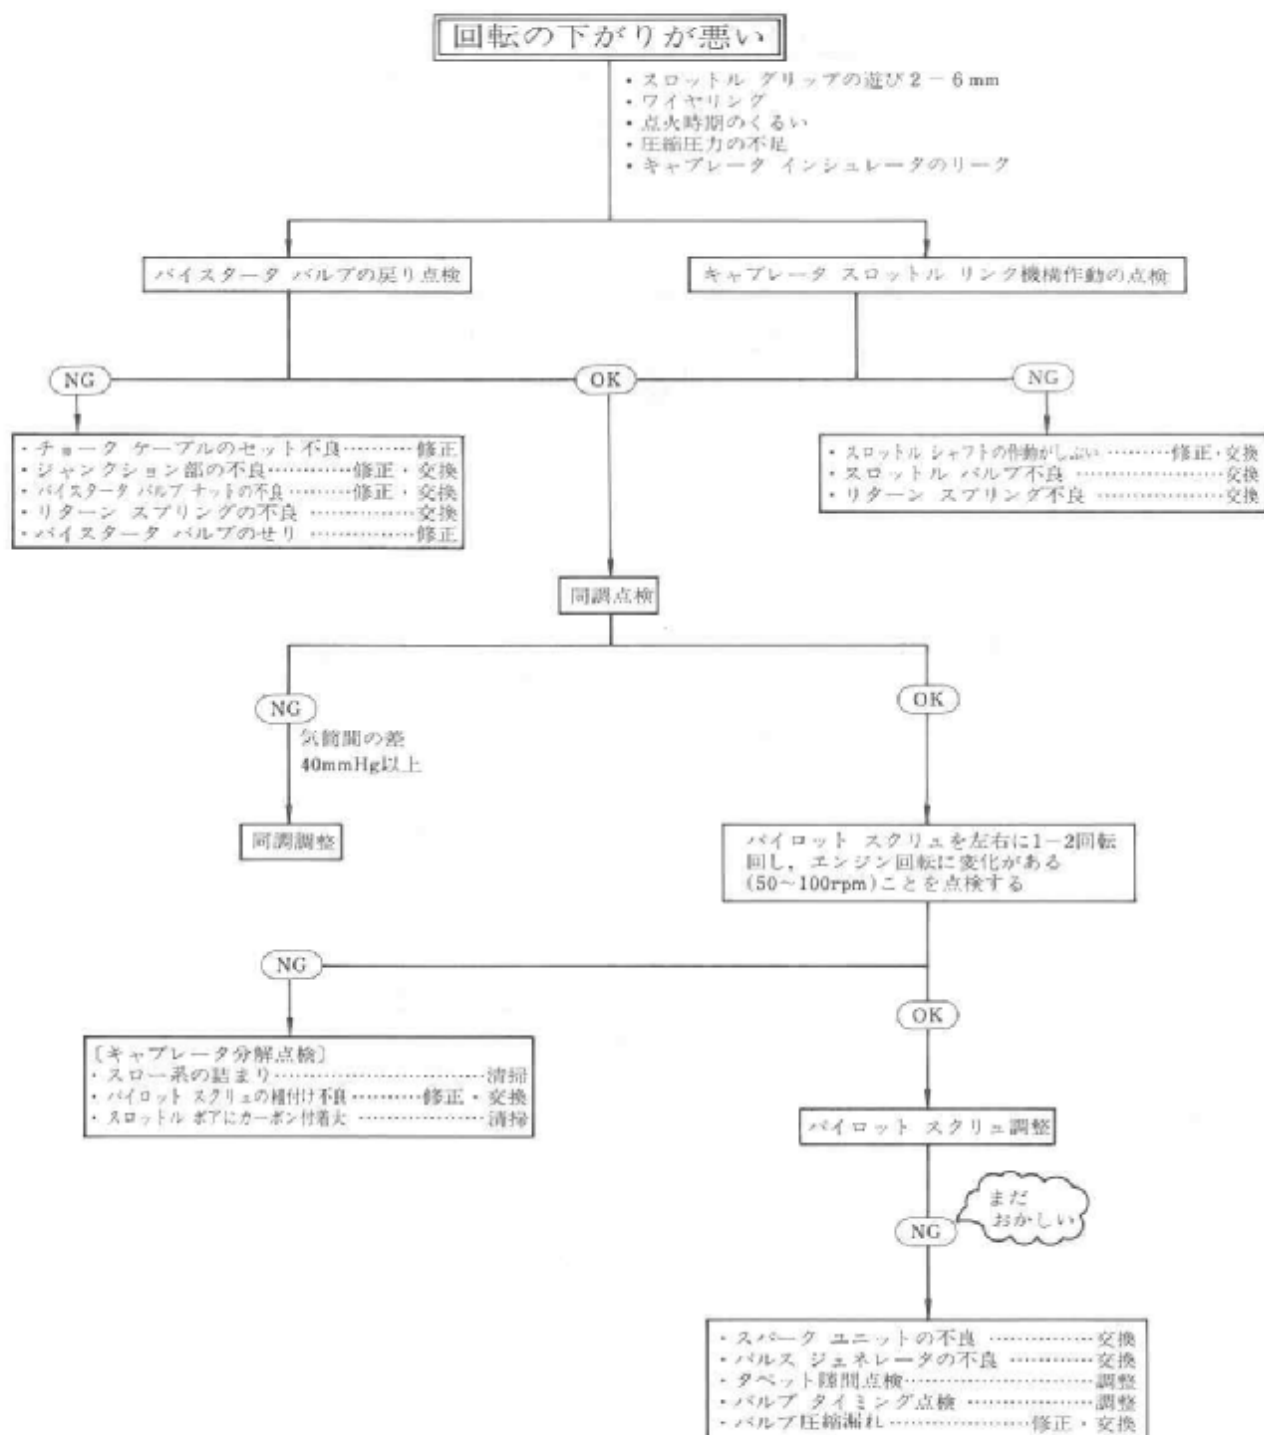 回転の下がりが悪い
・スロットル グリップの遊び 2－6mm
・ワイヤリング
・点火時期のくるい
・圧縮圧力の不足
・キャブレータ インシュレータのリーク
バイスタータ バルブの戻り点検
キャブレータ スロットル リンク機構作動の点検
NG
OK
NG
・チョーク ケーブルのセット不良………修正
・ジャンクション部の不良…………修正・交換
・バイスタータ バルブ ナットの不良………修正・交換
・リターン スプリングの不良 ……………交換
・バイスタータ バルブのせり ……………修正
・スロットル シャフトの作動がしぶい ………修正・交換
・スロットル バルブ不良 ……………………交換
・リターン スプリング不良 …………………交換
同調点検
NG
OK
気筒間の差
40mmHg以上
同調調整
パイロット スクリュを左右に1－2回転
回し，エンジン回転に変化がある
(50～100rpm)ことを点検する
NG
OK
〔キャブレータ分解点検〕
・スロー系の詰まり…………………………清掃
・パイロット スクリュの組付け不良…………修正・交換
・スロットル ボアにカーボン付着大 ………………清掃
パイロット スクリュ調整
まだ
おかしい
NG
・スパーク ユニットの不良 ……………交換
・パルス ジェネレータの不良 …………交換
・タペット隙間点検………………………調整
・バルブ タイミング点検 ………………調整
・バルブ圧縮漏れ…………………修正・交換